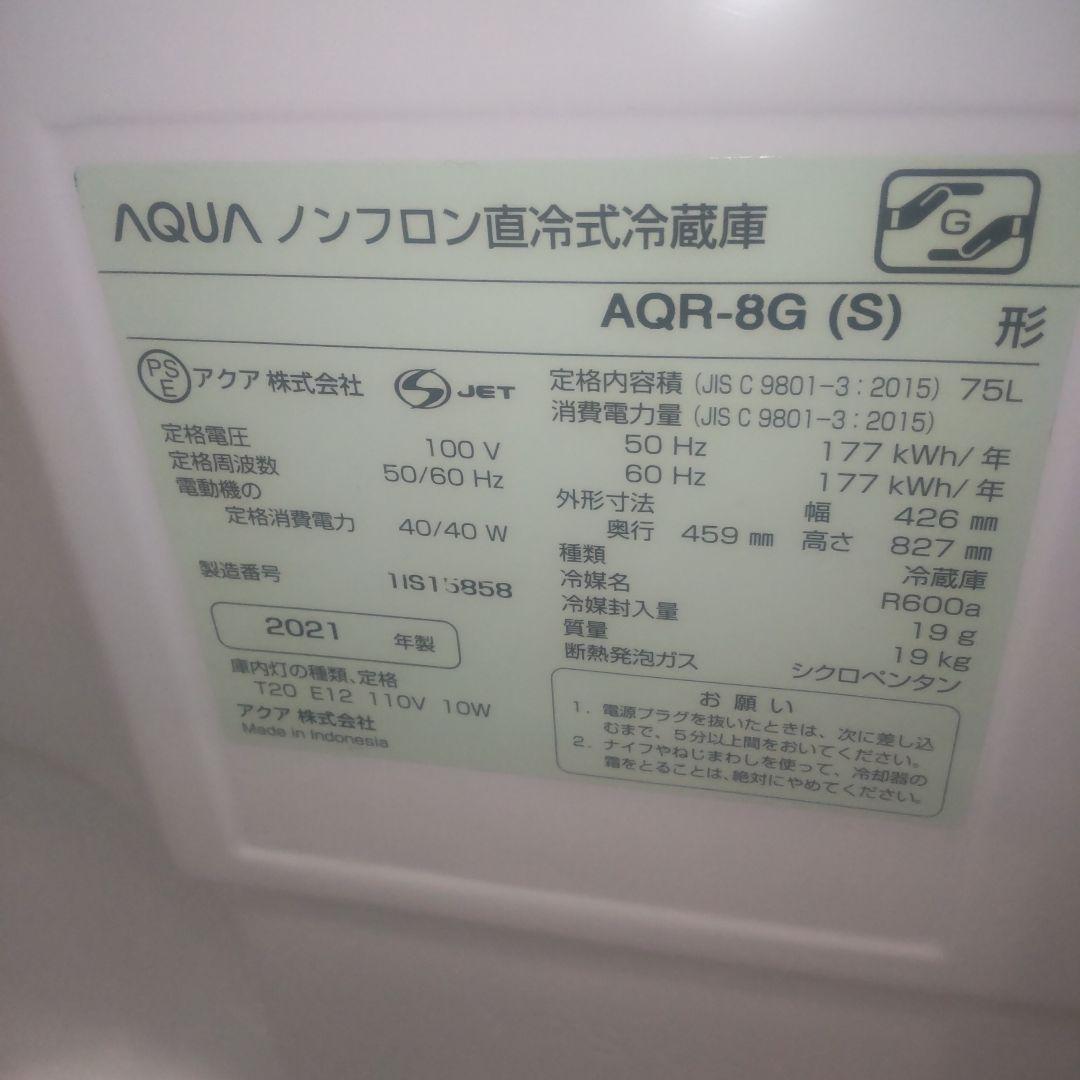 AQUA ノンフロン直冷式冷蔵庫
G
AQR-8G (S) 形
PS
E
アクア 株式会社
JET
定格電圧 100 V
定格周波数 50/60 Hz
電動機の
定格消費電力 40/40 W
製造番号 1IS15858
2021 年製
庫内灯の種類、定格
T20 E12 110V 10W
アクア 株式会社
Made in Indonesia
定格内容積 (JIS C 9801-3:2015) 75L
消費電力量 (JIS C 9801-3:2015)
50 Hz 177 kWh/年
60 Hz 177 kWh/年
外形寸法 幅 426 mm
奥行 459 mm 高さ 827 mm
種類 冷蔵庫
冷媒名 R600a
冷媒封入量 19 g
質量 19 kg
断熱発泡ガス シクロペンタン
お願い
1. 電源プラグを抜いたときは、次に差し込
むまで、5分以上間をおいてください。
2. ナイフやねじまわしを使って、冷却器の
霜をとることは、絶対にやめてください。